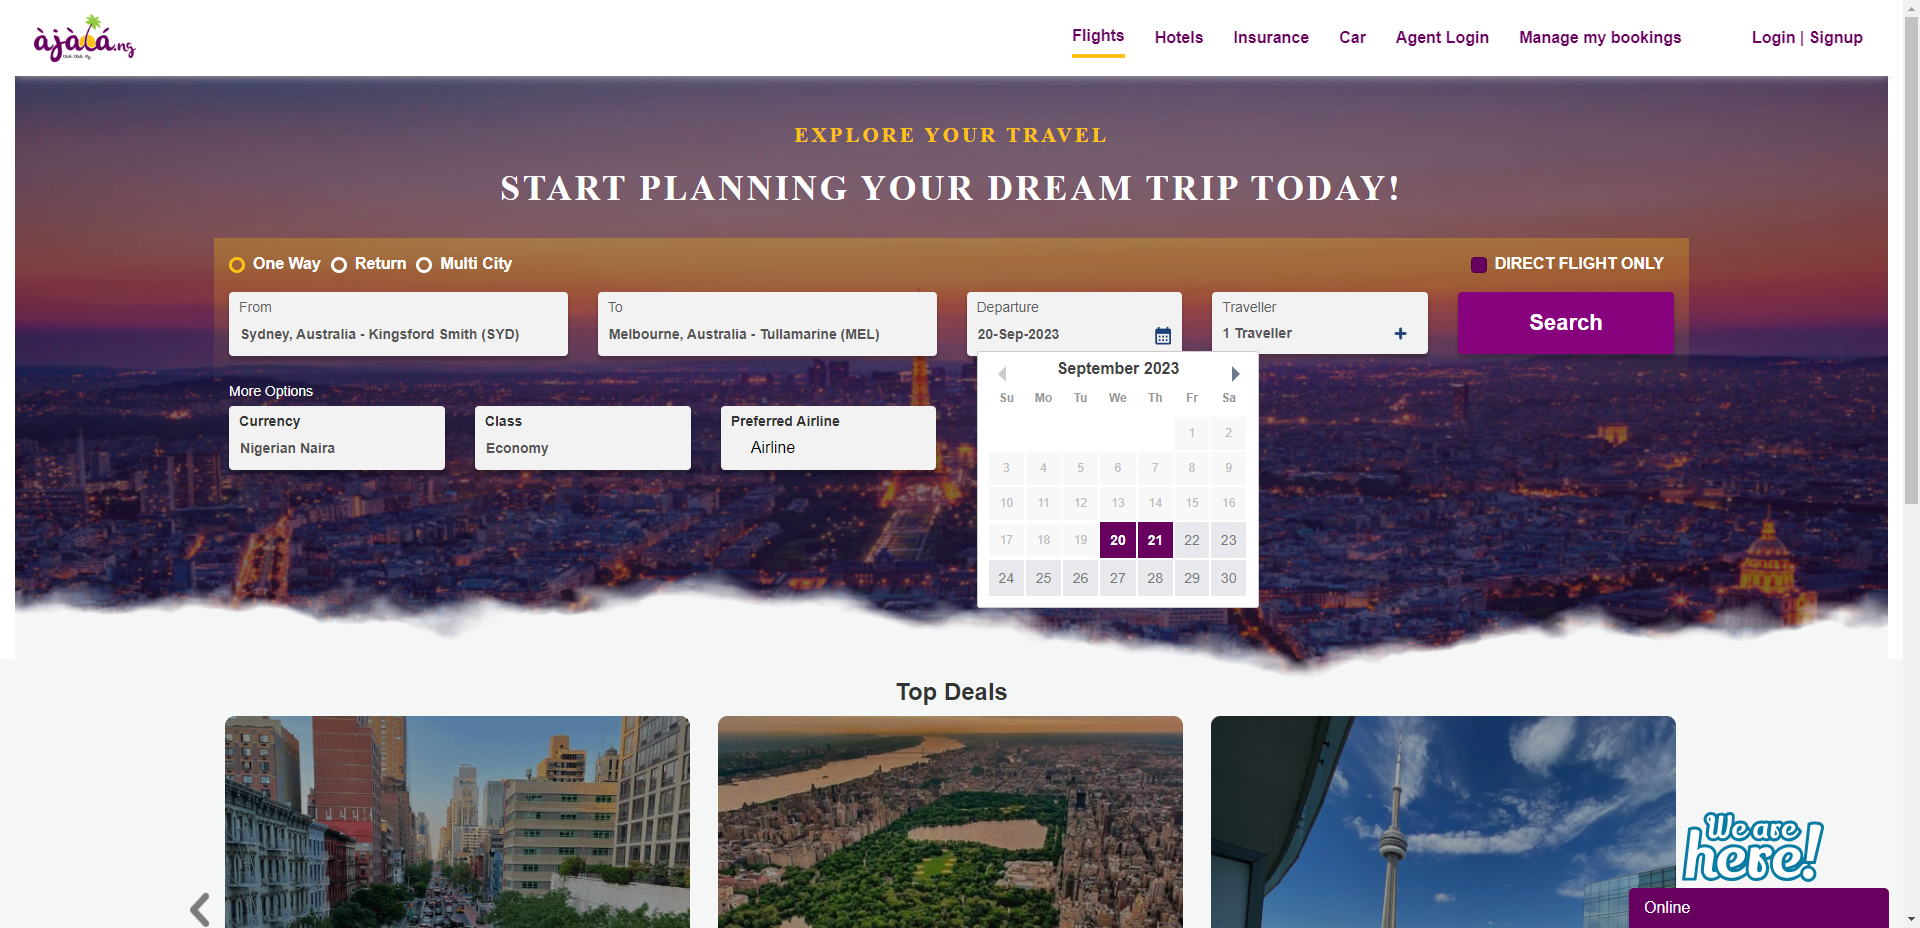 àjàlá.ng
Flights
Hotels
Insurance
Car
Agent Login
Manage my bookings
Login | Signup
EXPLORE YOUR TRAVEL
START PLANNING YOUR DREAM TRIP TODAY!
One Way
Return
Multi City
DIRECT FLIGHT ONLY
From
Sydney, Australia - Kingsford Smith (SYD)
To
Melbourne, Australia - Tullamarine (MEL)
Departure
20-Sep-2023
Traveller
1 Traveller
Search
More Options
Currency
Nigerian Naira
Class
Economy
Preferred Airline
Airline
September 2023
Su Mo Tu We Th Fr Sa
1 2
3 4 5 6 7 8 9
10 11 12 13 14 15 16
17 18 19 20 21 22 23
24 25 26 27 28 29 30
Top Deals
We are
here!
Online